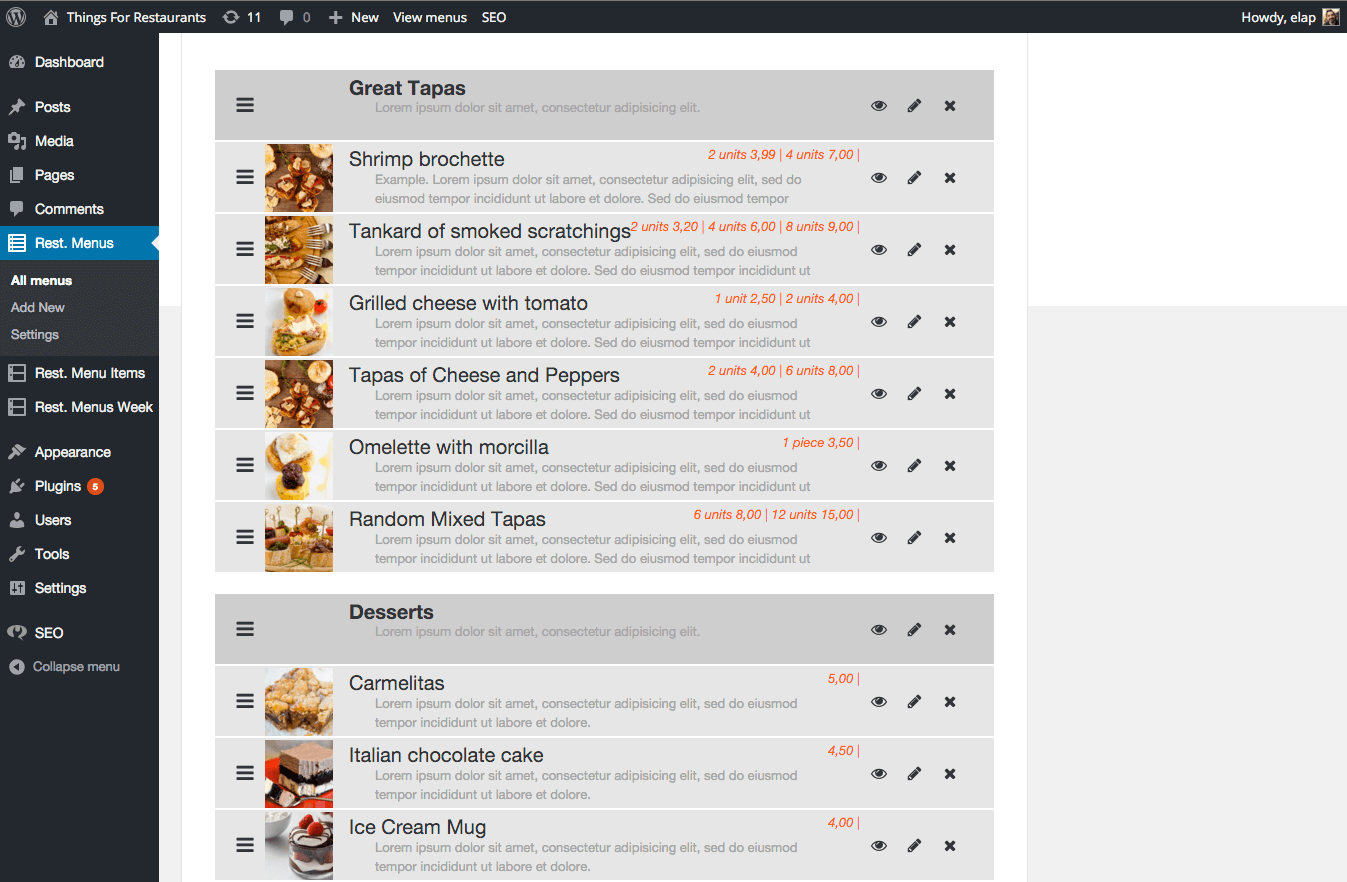 Things For Restaurants 11 0 New View menus SEO Howdy, elap
Dashboard
Posts
Media
Pages
Comments
Rest. Menus
All menus
Add New
Settings
Rest. Menu Items
Rest. Menus Week
Appearance
Plugins 5
Users
Tools
Settings
SEO
Collapse menu
Great Tapas
Lorem ipsum dolor sit amet, consectetur adipisicing elit.
Shrimp brochette 2 units 3,99 | 4 units 7,00 |
Example. Lorem ipsum dolor sit amet, consectetur adipisicing elit, sed do
eiusmod tempor incididunt ut labore et dolore. Sed do eiusmod tempor
Tankard of smoked scratchings 2 units 3,20 | 4 units 6,00 | 8 units 9,00 |
Lorem ipsum dolor sit amet, consectetur adipisicing elit, sed do eiusmod
tempor incididunt ut labore et dolore. Sed do eiusmod tempor incididunt ut
Grilled cheese with tomato 1 unit 2,50 | 2 units 4,00 |
Lorem ipsum dolor sit amet, consectetur adipisicing elit, sed do eiusmod
tempor incididunt ut labore et dolore. Sed do eiusmod tempor incididunt ut
Tapas of Cheese and Peppers 2 units 4,00 | 6 units 8,00 |
Lorem ipsum dolor sit amet, consectetur adipisicing elit, sed do eiusmod
tempor incididunt ut labore et dolore. Sed do eiusmod tempor incididunt ut
Omelette with morcilla 1 piece 3,50 |
Lorem ipsum dolor sit amet, consectetur adipisicing elit, sed do eiusmod
tempor incididunt ut labore et dolore. Sed do eiusmod tempor incididunt ut
Random Mixed Tapas 6 units 8,00 | 12 units 15,00 |
Lorem ipsum dolor sit amet, consectetur adipisicing elit, sed do eiusmod
tempor incididunt ut labore et dolore. Sed do eiusmod tempor incididunt ut
Desserts
Lorem ipsum dolor sit amet, consectetur adipisicing elit.
Carmelitas 5,00 |
Lorem ipsum dolor sit amet, consectetur adipisicing elit, sed do eiusmod
tempor incididunt ut labore et dolore.
Italian chocolate cake 4,50 |
Lorem ipsum dolor sit amet, consectetur adipisicing elit, sed do eiusmod
tempor incididunt ut labore et dolore.
Ice Cream Mug 4,00 |
Lorem ipsum dolor sit amet, consectetur adipisicing elit, sed do eiusmod
tempor incididunt ut labore et dolore.